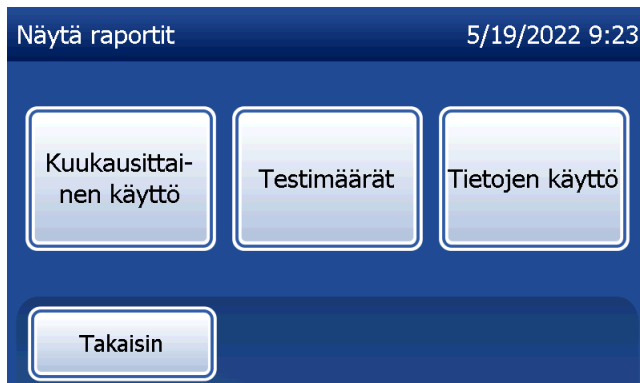 Näytä raportit 5/19/2022 9:23
Kuukausittai-
nen käyttö
Testimäärät
Tietojen käyttö
Takaisin